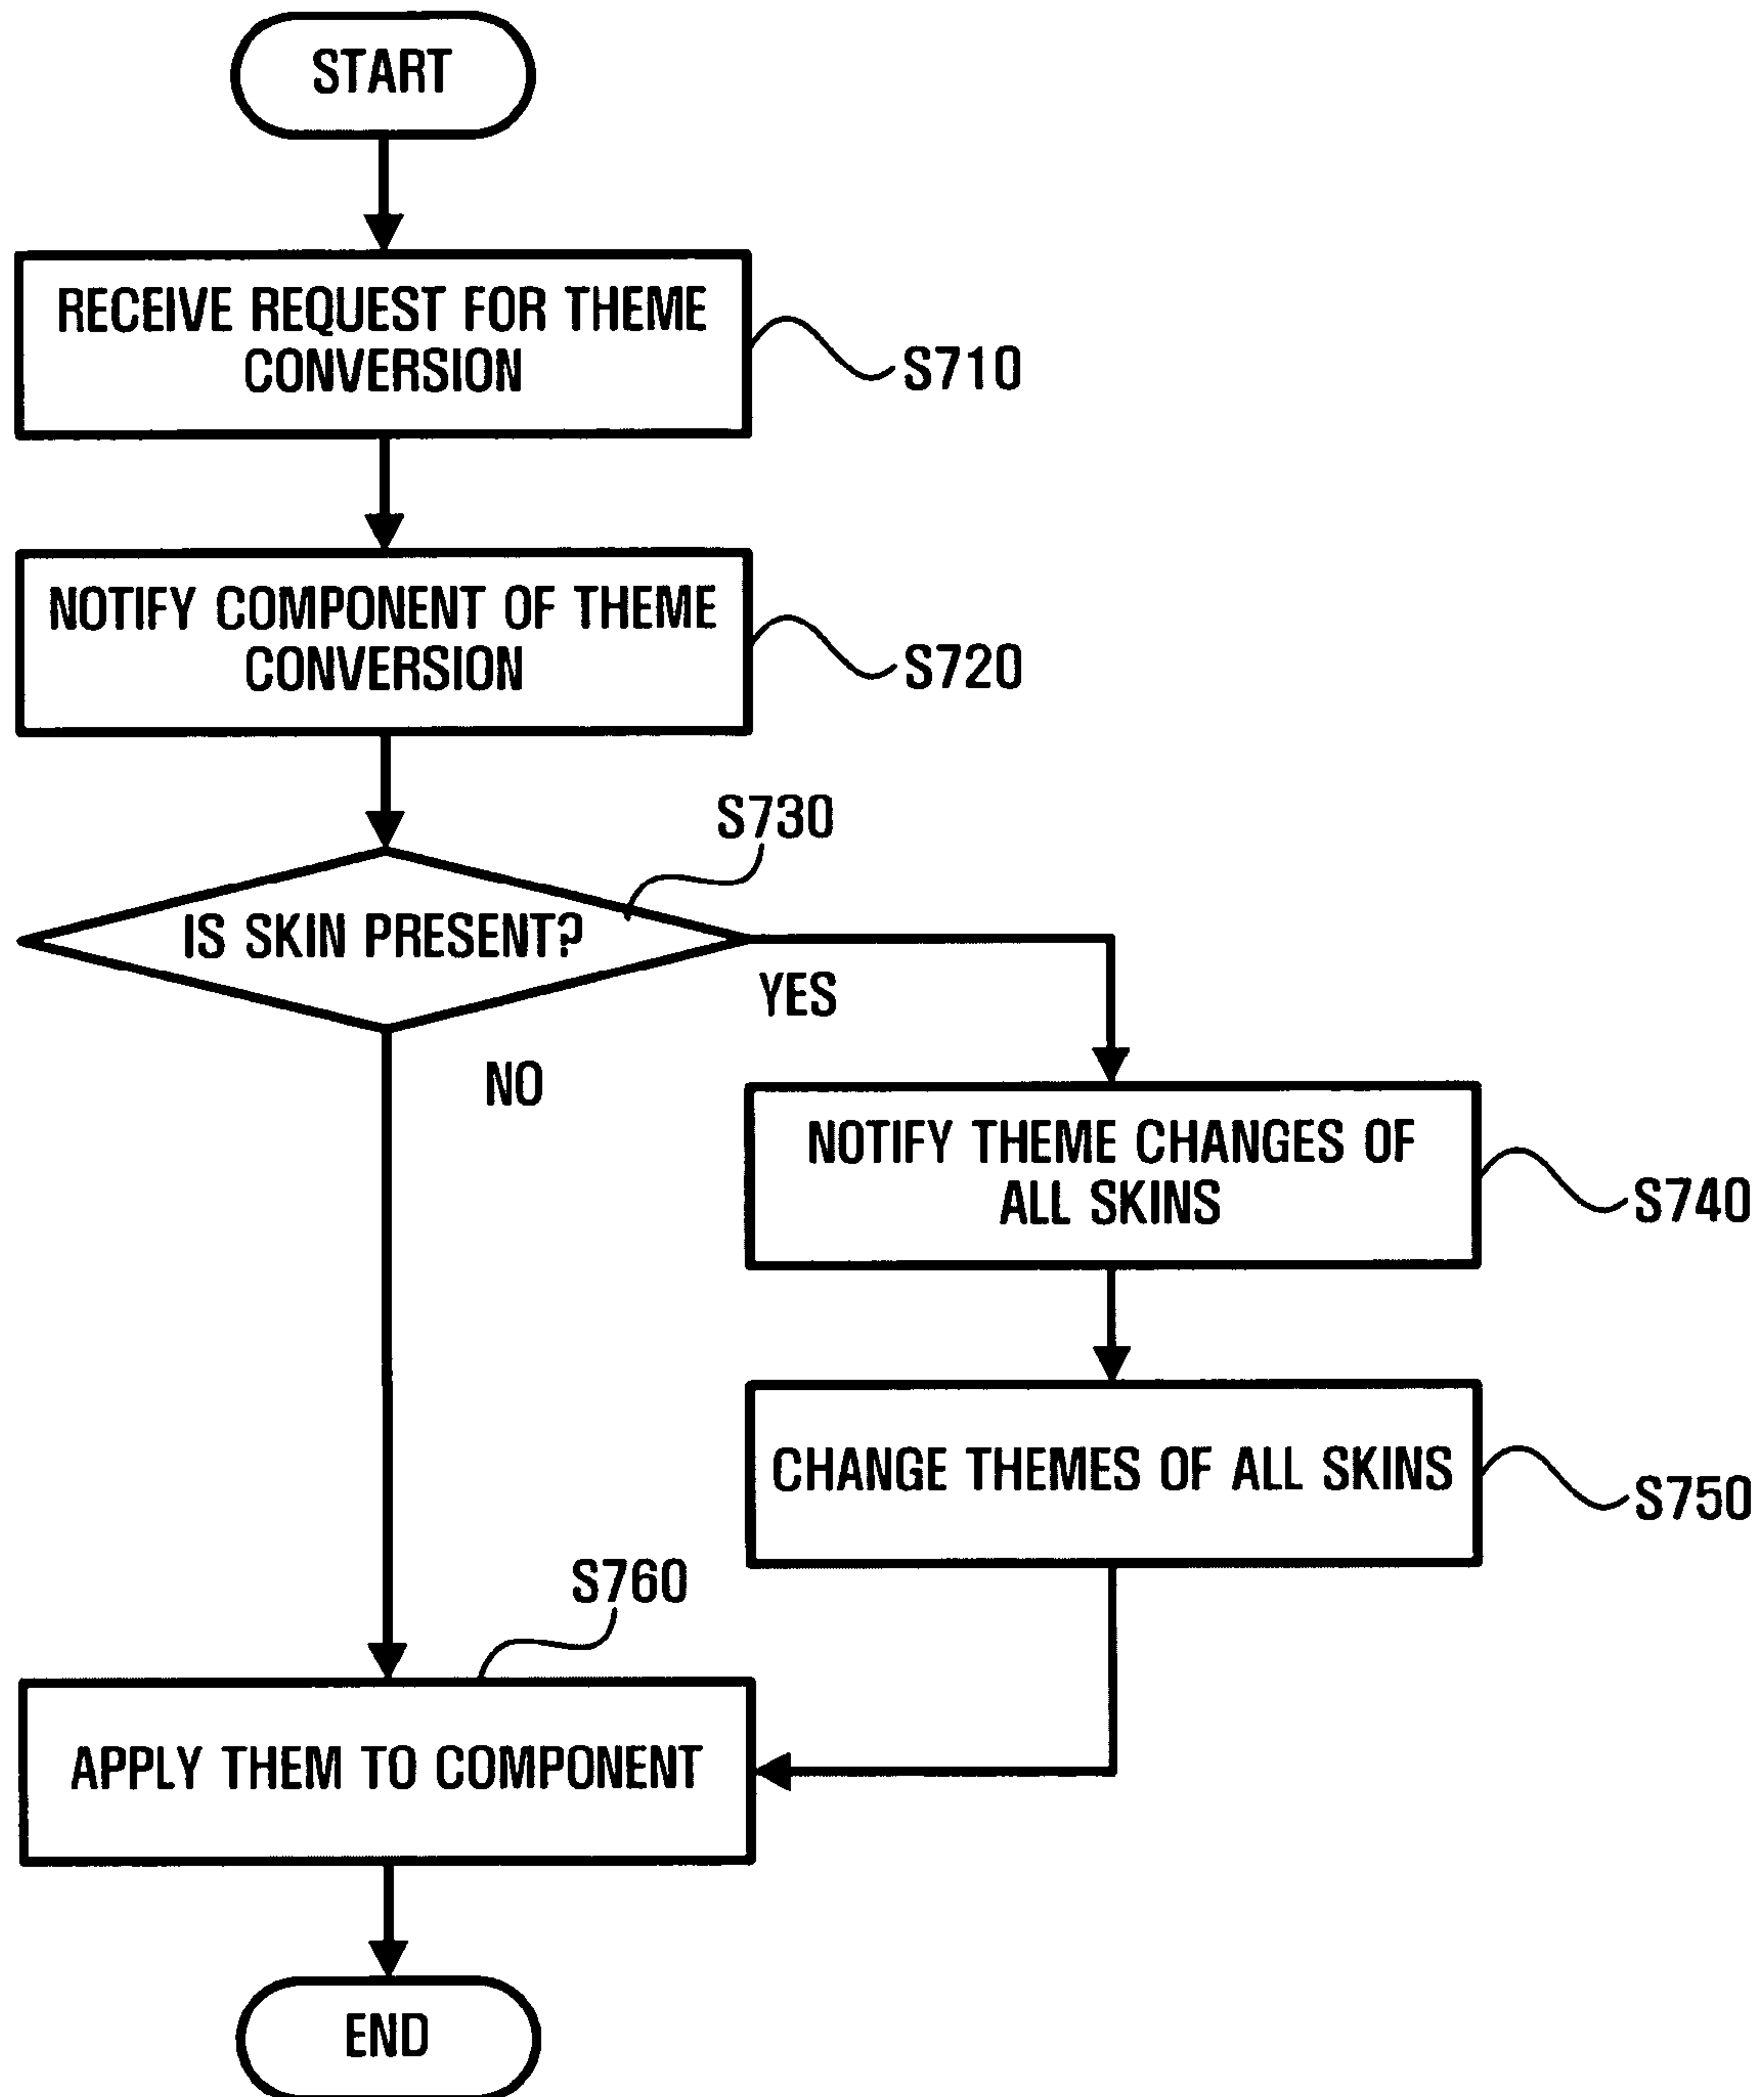 START
RECEIVE REQUEST FOR THEME
CONVERSION
S710
NOTIFY COMPONENT OF THEME
CONVERSION
S720
S730
IS SKIN PRESENT?
YES
NO
NOTIFY THEME CHANGES OF
ALL SKINS
S740
CHANGE THEMES OF ALL SKINS
S750
S760
APPLY THEM TO COMPONENT
END